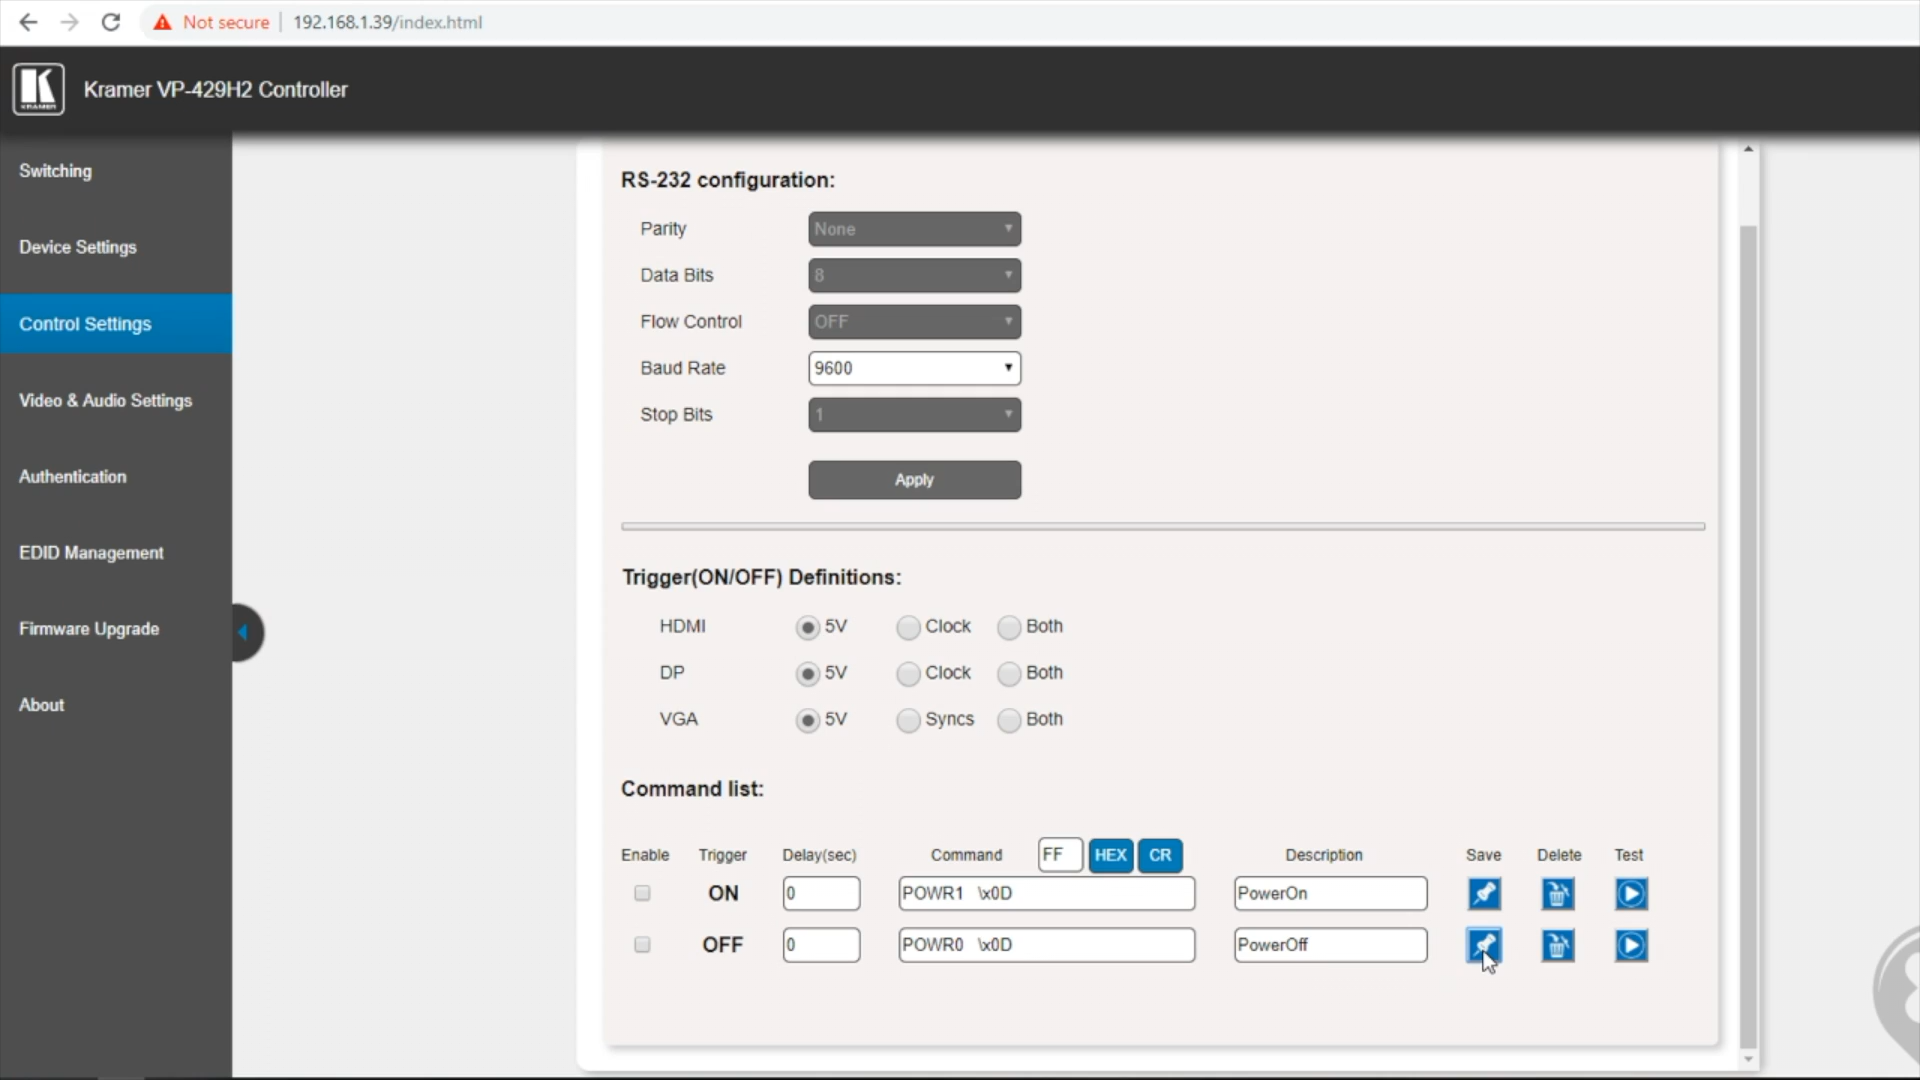 Not secure | 192.168.1.39/index.html
KRAMER
Kramer VP-429H2 Controller
Switching
Device Settings
Control Settings
Video & Audio Settings
Authentication
EDID Management
Firmware Upgrade
About
RS-232 configuration:
Parity None
Data Bits 8
Flow Control OFF
Baud Rate 9600
Stop Bits 1
Apply
Trigger(ON/OFF) Definitions:
HDMI 5V Clock Both
DP 5V Clock Both
VGA 5V Syncs Both
Command list:
Enable Trigger Delay(sec) Command FF HEX CR Description Save Delete Test
ON 0 POWR1   \x0D PowerOn
OFF 0 POWR0   \x0D PowerOff